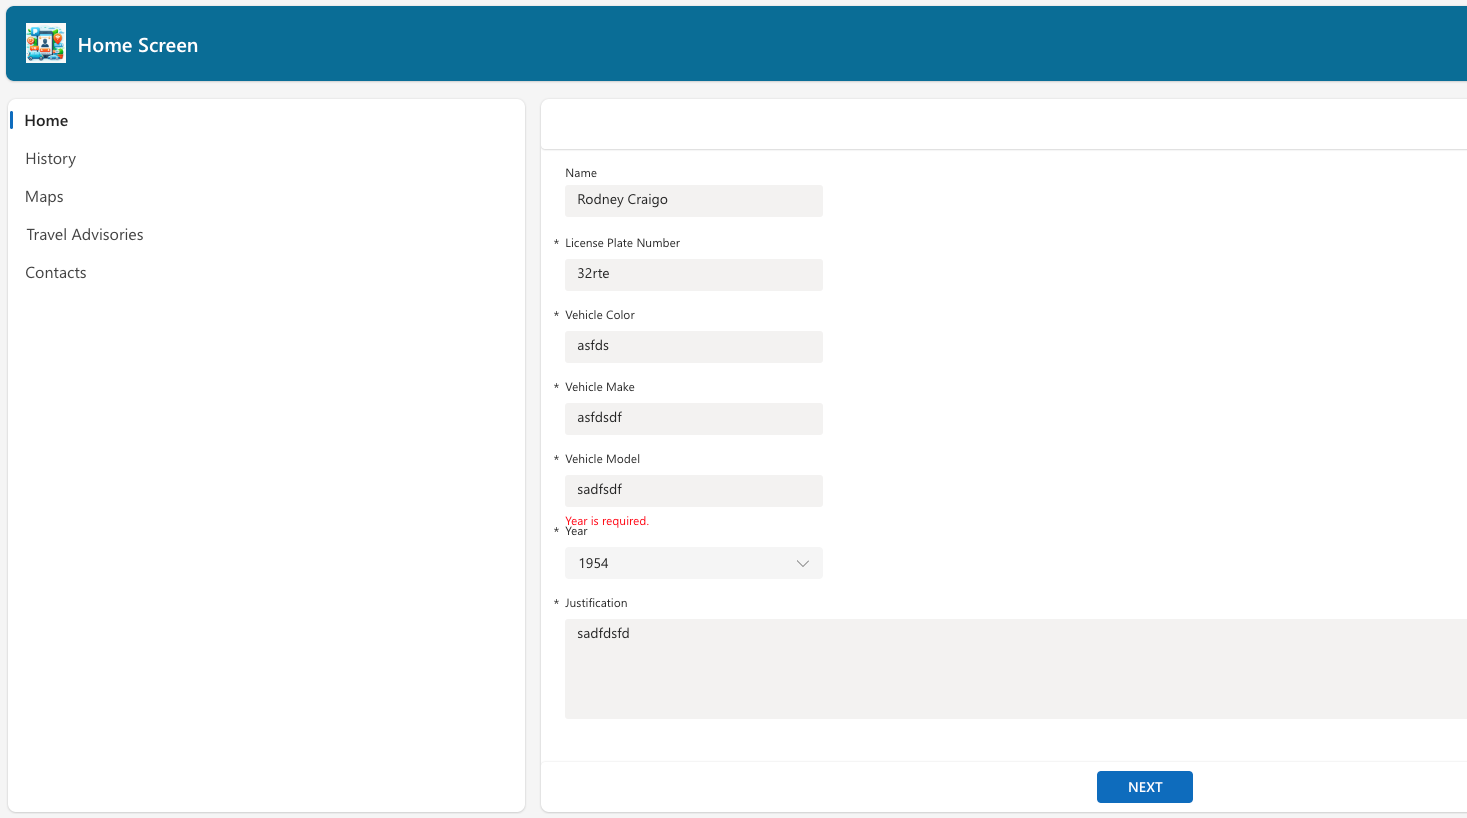 Home Screen
Home
History
Maps
Travel Advisories
Contacts
Name
Rodney Craigo
* License Plate Number
32rte
* Vehicle Color
asfds
* Vehicle Make
asfdsdf
* Vehicle Model
sadfsdf
Year is required.
* Year
1954
* Justification
sadfdsfd
NEXT